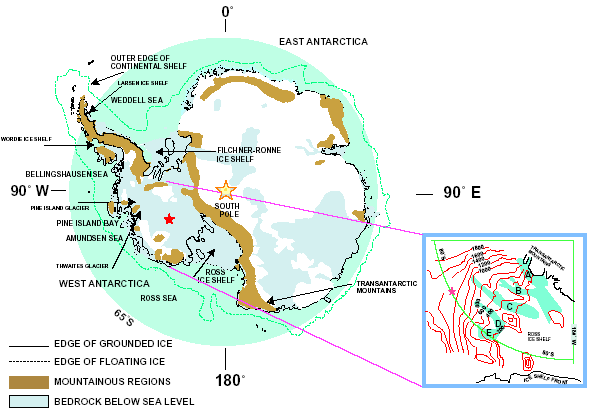 0°
EAST ANTARCTICA
OUTER EDGE OF
CONTINENTAL SHELF
LARSEN ICE SHELF
WEDDELL SEA
WORDIE ICE SHELF
FILCHNER-RONNE
ICE SHELF
BELLINGSHAUSEN SEA
90° W
90° E
SOUTH
POLE
PINE ISLAND GLACIER
PINE ISLAND BAY
AMUNDSEN SEA
THWAITES GLACIER
ROSS
ICE SHELF
WEST ANTARCTICA
ROSS SEA
TRANSANTARCTIC
MOUNTAINS
65°S
180°
EDGE OF GROUNDED ICE
EDGE OF FLOATING ICE
MOUNTAINOUS REGIONS
BEDROCK BELOW SEA LEVEL
TRANSANTARCTIC
MOUNTAINS
A
B
C
D
E
ROSS
ICE SHELF
80°S
ICE SHELF FRONT